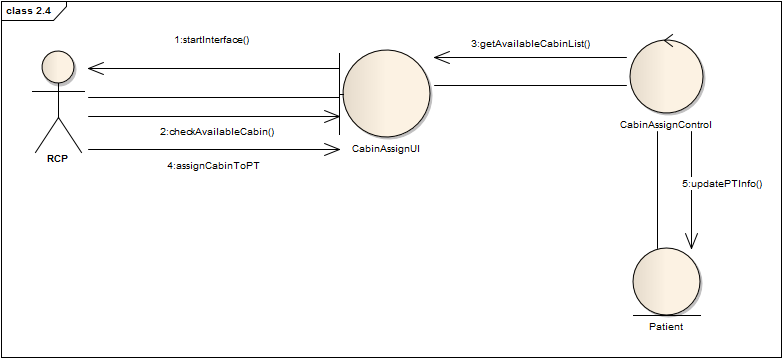 class 2.4
1:startInterface()
3:getAvailableCabinList()
2:checkAvailableCabin()
CabinAssignControl
CabinAssignUI
RCP
4:assignCabinToPT
5:updatePTInfo()
Patient